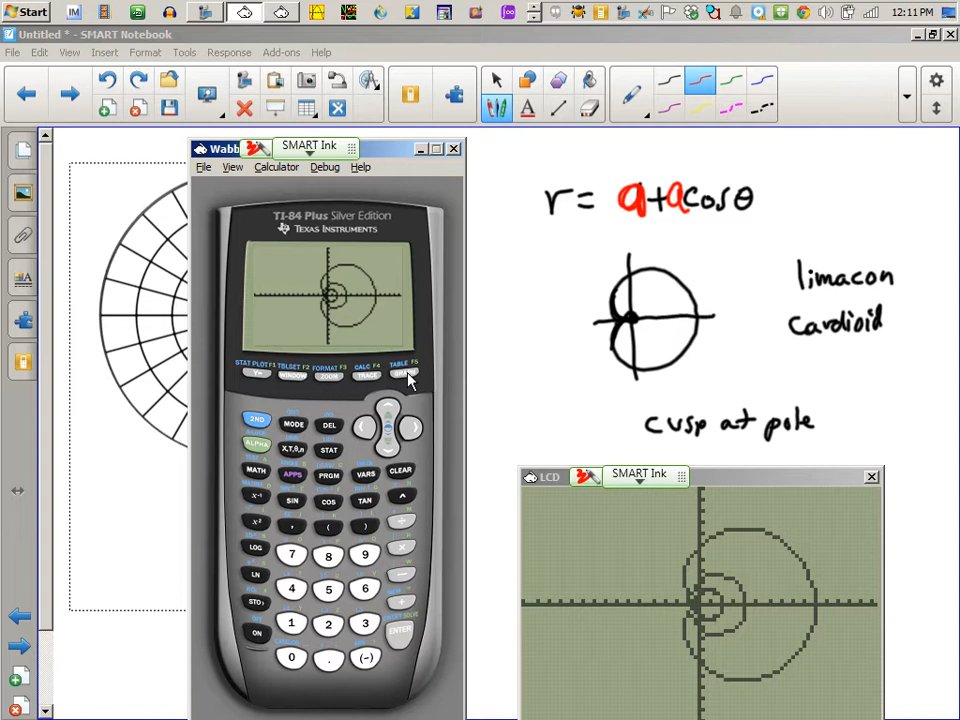 Start
12:11 PM
Untitled * - SMART Notebook
File Edit View Insert Format Tools Response Add-ons Help
Wabb
SMART Ink
File View Calculator Debug Help
TI-84 Plus Silver Edition
TEXAS INSTRUMENTS
STAT PLOT F1 TBLSET F2 FORMAT F3 CALC F4 TABLE F5
Y= WINDOW ZOOM TRACE GRAPH
2ND MODE DEL
ALPHA X,T,θ,n STAT
MATH APPS PRGM VARS CLEAR
x⁻¹ SIN COS TAN ^
x² , ( ) ÷
LOG 7 8 9 ×
LN 4 5 6 −
STO› 1 2 3 +
ON 0 . (-) ENTER
r = a+acosθ
limacon
cardioid
cusp at pole
LCD
SMART Ink